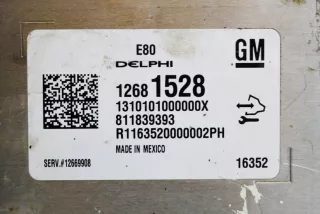 E80
GM
DELPHI
1268 1528
1310101000000X
811839393
R1163520000002PH
MADE IN MEXICO
SERV.#12669908
16352